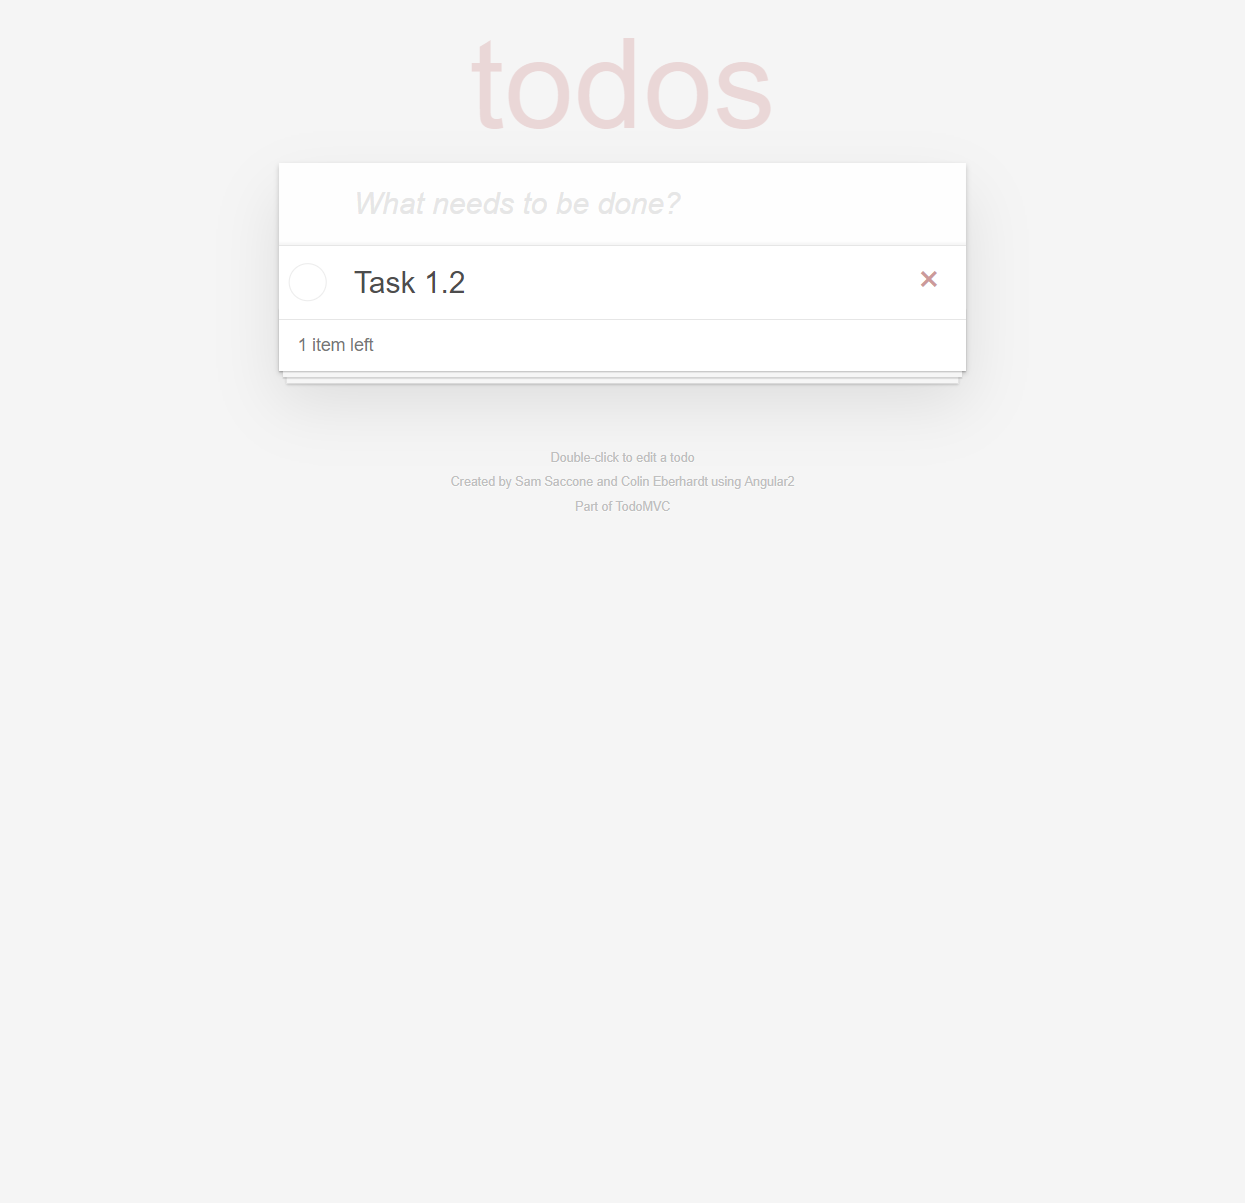 todos
What needs to be done?
Task 1.2
1 item left
Double-click to edit a todo
Created by Sam Saccone and Colin Eberhardt using Angular2
Part of TodoMVC